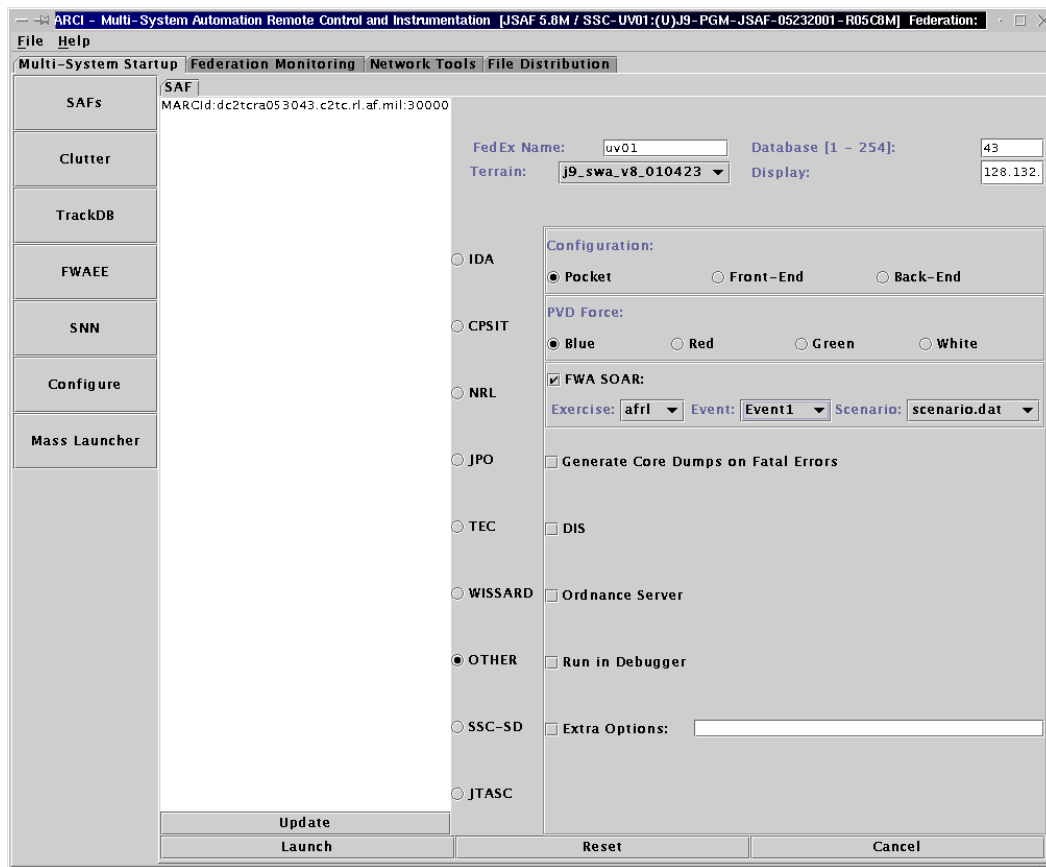 ARCI - Multi-System Automation Remote Control and Instrumentation [JSAF 5.8M / SSC-UV01:(U)J9-PGM-JSAF-05232001-R05C8M] Federation:
File Help
Multi-System Startup Federation Monitoring Network Tools File Distribution
SAFs
Clutter
TrackDB
FWAEE
SNN
Configure
Mass Launcher
SAF
MARCId:dc2tcra053043.c2tc.rl.af.mil:30000
FedEx Name: uv01 Database [1 - 254]: 43
Terrain: j9_swa_v8_010423 Display: 128.132.
IDA
CPSIT
NRL
JPO
TEC
WISSARD
OTHER
SSC-SD
JTASC
Configuration:
Pocket Front-End Back-End
PVD Force:
Blue Red Green White
FWA SOAR:
Exercise: afrl Event: Event1 Scenario: scenario.dat
Generate Core Dumps on Fatal Errors
DIS
Ordnance Server
Run in Debugger
Extra Options:
Update
Launch Reset Cancel